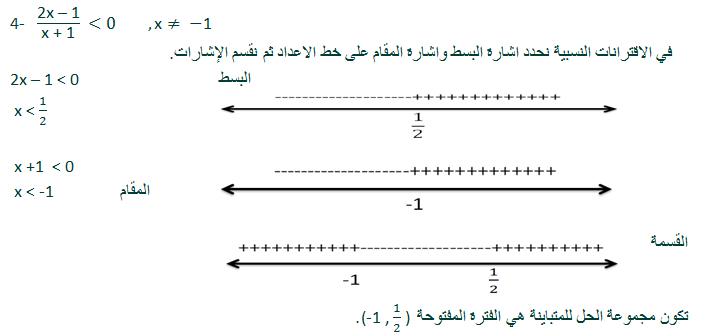 4- (2x – 1)/(x + 1) < 0 ,x ≠ −1
في الاقترانات النسبية نحدد اشارة البسط واشارة المقام على خط الاعداد ثم نقسم الإشارات.
2x – 1 < 0 البسط
x < 1/2
--------------------+++++++++++++
1/2
x +1 < 0
x < -1 المقام
--------------------+++++++++++++
-1
القسمة
+++++++++++--------------------++++++++++
-1 1/2
تكون مجموعة الحل للمتباينة هي الفترة المفتوحة (-1 , 1/2).